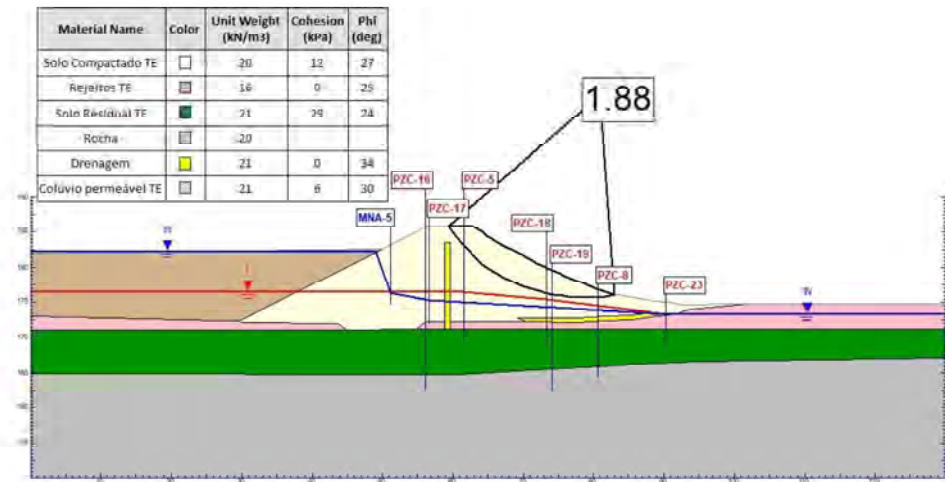 Material Name Color Unit Weight (kN/m3) Cohesion (kPa) Phi (deg)
Solo Compactado TE 20 12 27
Rejeitos TE 16 0 25
Solo Residual TE 21 29 24
Rocha 20
Drenagem 21 0 34
Colúvio permeável TE 21 6 30
1.88
PZC-16
PZC-5
PZC-17
MNA-5
PZC-18
PZC-19
PZC-8
PZC-23